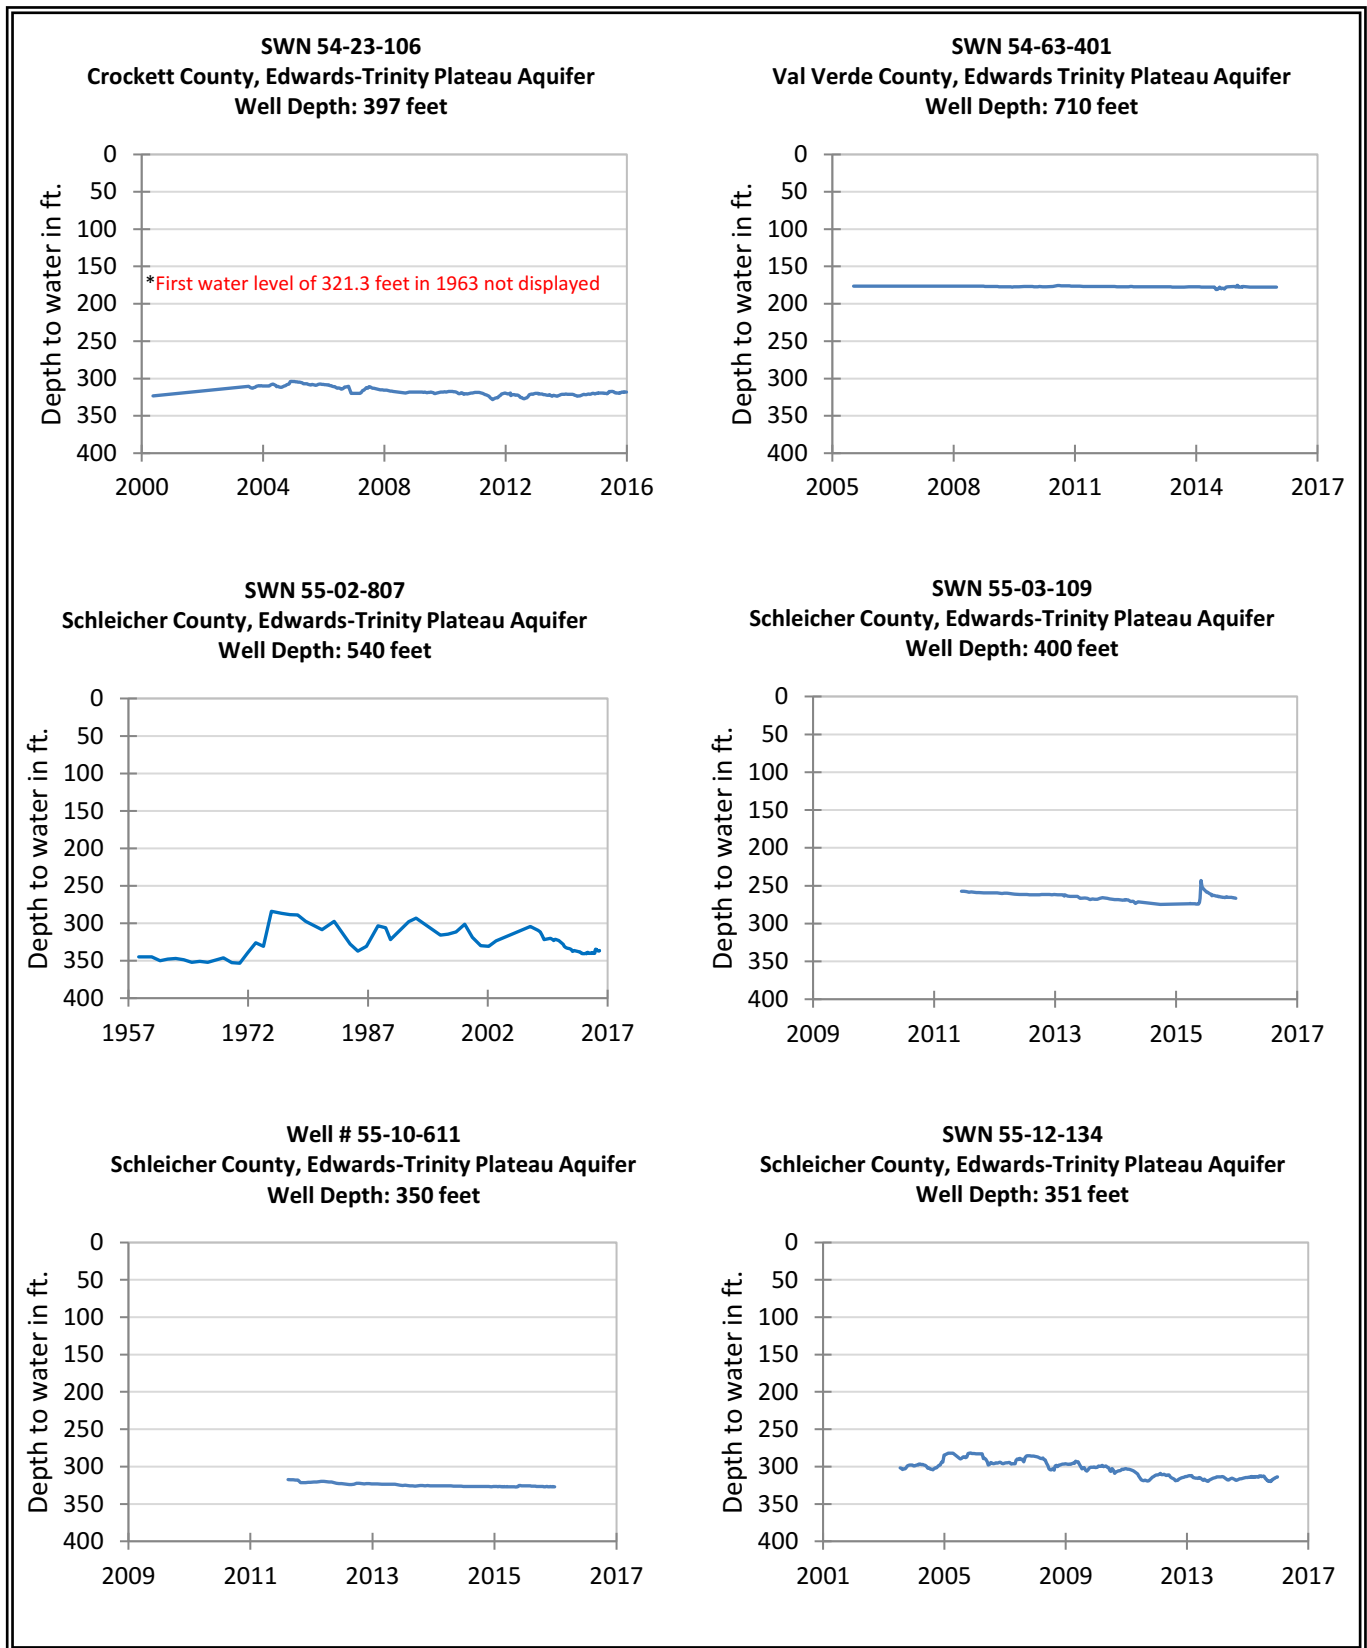 SWN 54-23-106
Crockett County, Edwards-Trinity Plateau Aquifer
Well Depth: 397 feet
Depth to water in ft.
0
50
100
150
200
250
300
350
400
*First water level of 321.3 feet in 1963 not displayed
2000 2004 2008 2012 2016
SWN 54-63-401
Val Verde County, Edwards Trinity Plateau Aquifer
Well Depth: 710 feet
Depth to water in ft.
0
50
100
150
200
250
300
350
400
2005 2008 2011 2014 2017
SWN 55-02-807
Schleicher County, Edwards-Trinity Plateau Aquifer
Well Depth: 540 feet
Depth to water in ft.
0
50
100
150
200
250
300
350
400
1957 1972 1987 2002 2017
SWN 55-03-109
Schleicher County, Edwards-Trinity Plateau Aquifer
Well Depth: 400 feet
Depth to water in ft.
0
50
100
150
200
250
300
350
400
2009 2011 2013 2015 2017
Well # 55-10-611
Schleicher County, Edwards-Trinity Plateau Aquifer
Well Depth: 350 feet
Depth to water in ft.
0
50
100
150
200
250
300
350
400
2009 2011 2013 2015 2017
SWN 55-12-134
Schleicher County, Edwards-Trinity Plateau Aquifer
Well Depth: 351 feet
Depth to water in ft.
0
50
100
150
200
250
300
350
400
2001 2005 2009 2013 2017